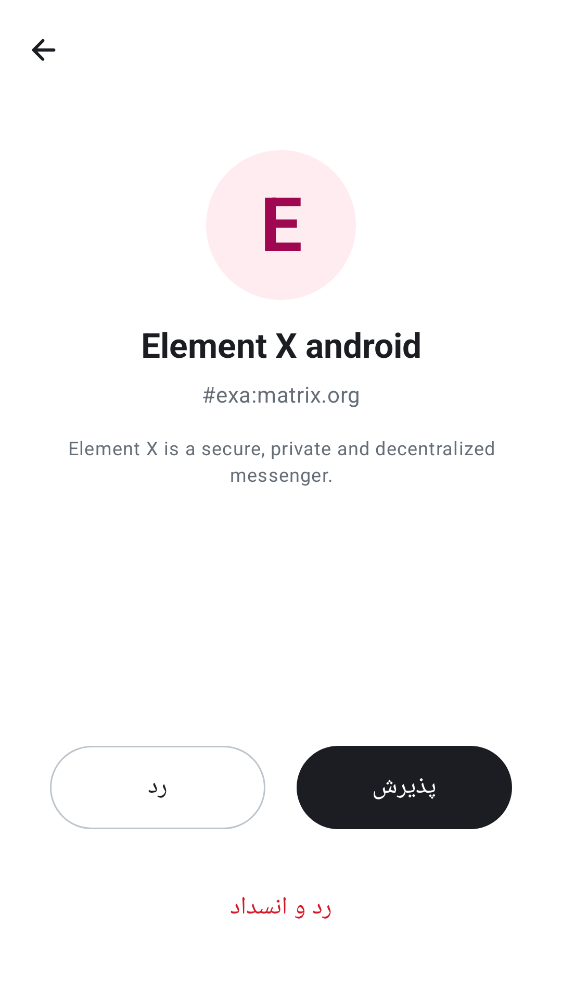 E
Element X android
#exa:matrix.org
Element X is a secure, private and decentralized
messenger.
رد
پذیرش
رد و انسداد